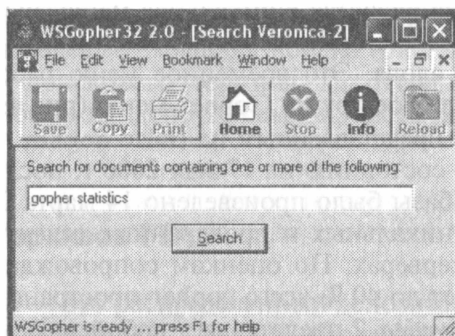 WSGopher32 2.0 - [Search Veronica-2]
File Edit View Bookmark Window Help
Save Copy Print Home Stop Info Reload
Search for documents containing one or more of the following:
gopher statistics
Search
WSGopher is ready ... press F1 for help